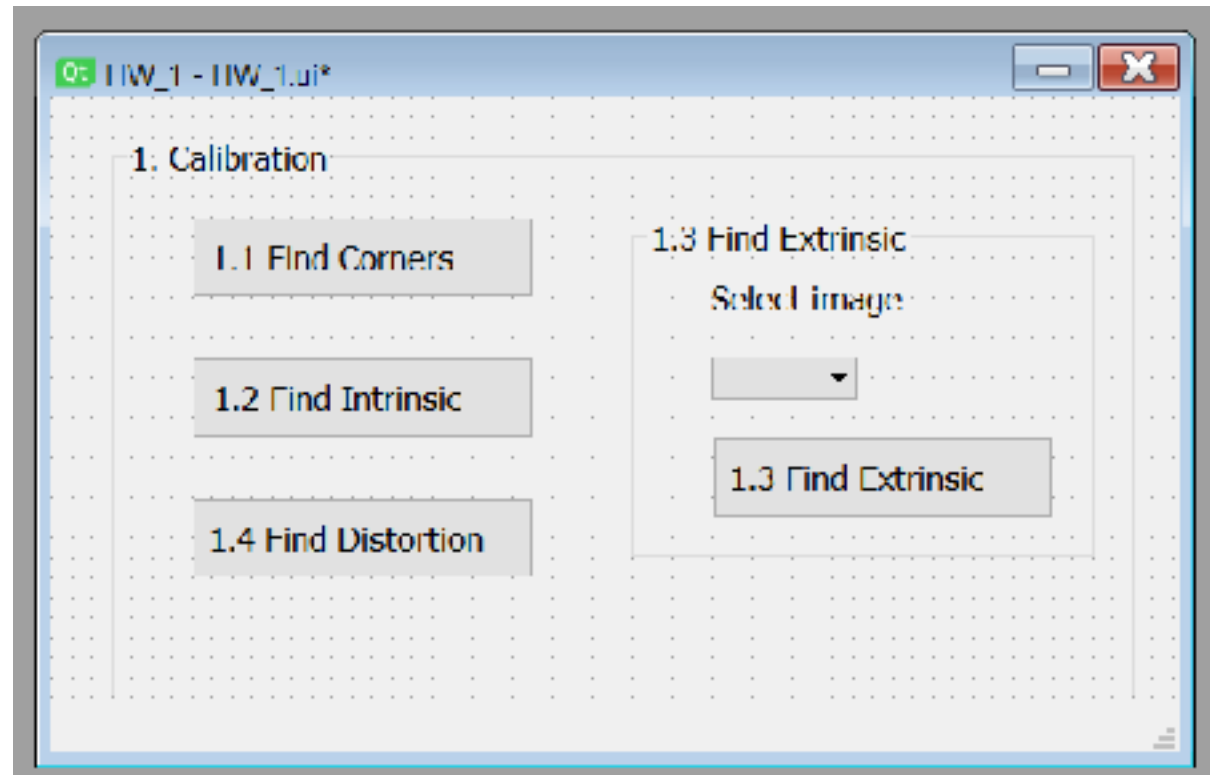 Qt HW_1 - HW_1.ui*
1. Calibration
1.1 Find Corners
1.2 Find Intrinsic
1.4 Find Distortion
1.3 Find Extrinsic
Select image
1.3 Find Extrinsic